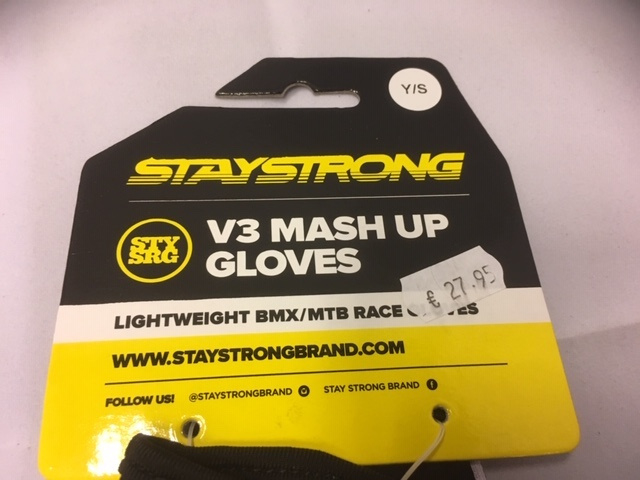 Y/S
STAYSTRONG
STX
SRG
V3 MASH UP
GLOVES
£ 27.95
LIGHTWEIGHT BMX/MTB RACE
WWW.STAYSTRONGBRAND.COM
FOLLOW US! @STAYSTRONGBRAND STAY STRONG BRAND f